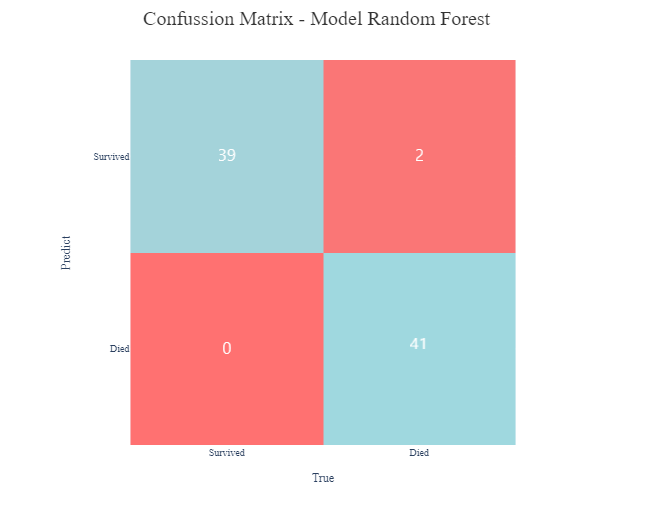 Confussion Matrix - Model Random Forest
Survived
39
2
Predict
Died
0
41
Survived
Died
True